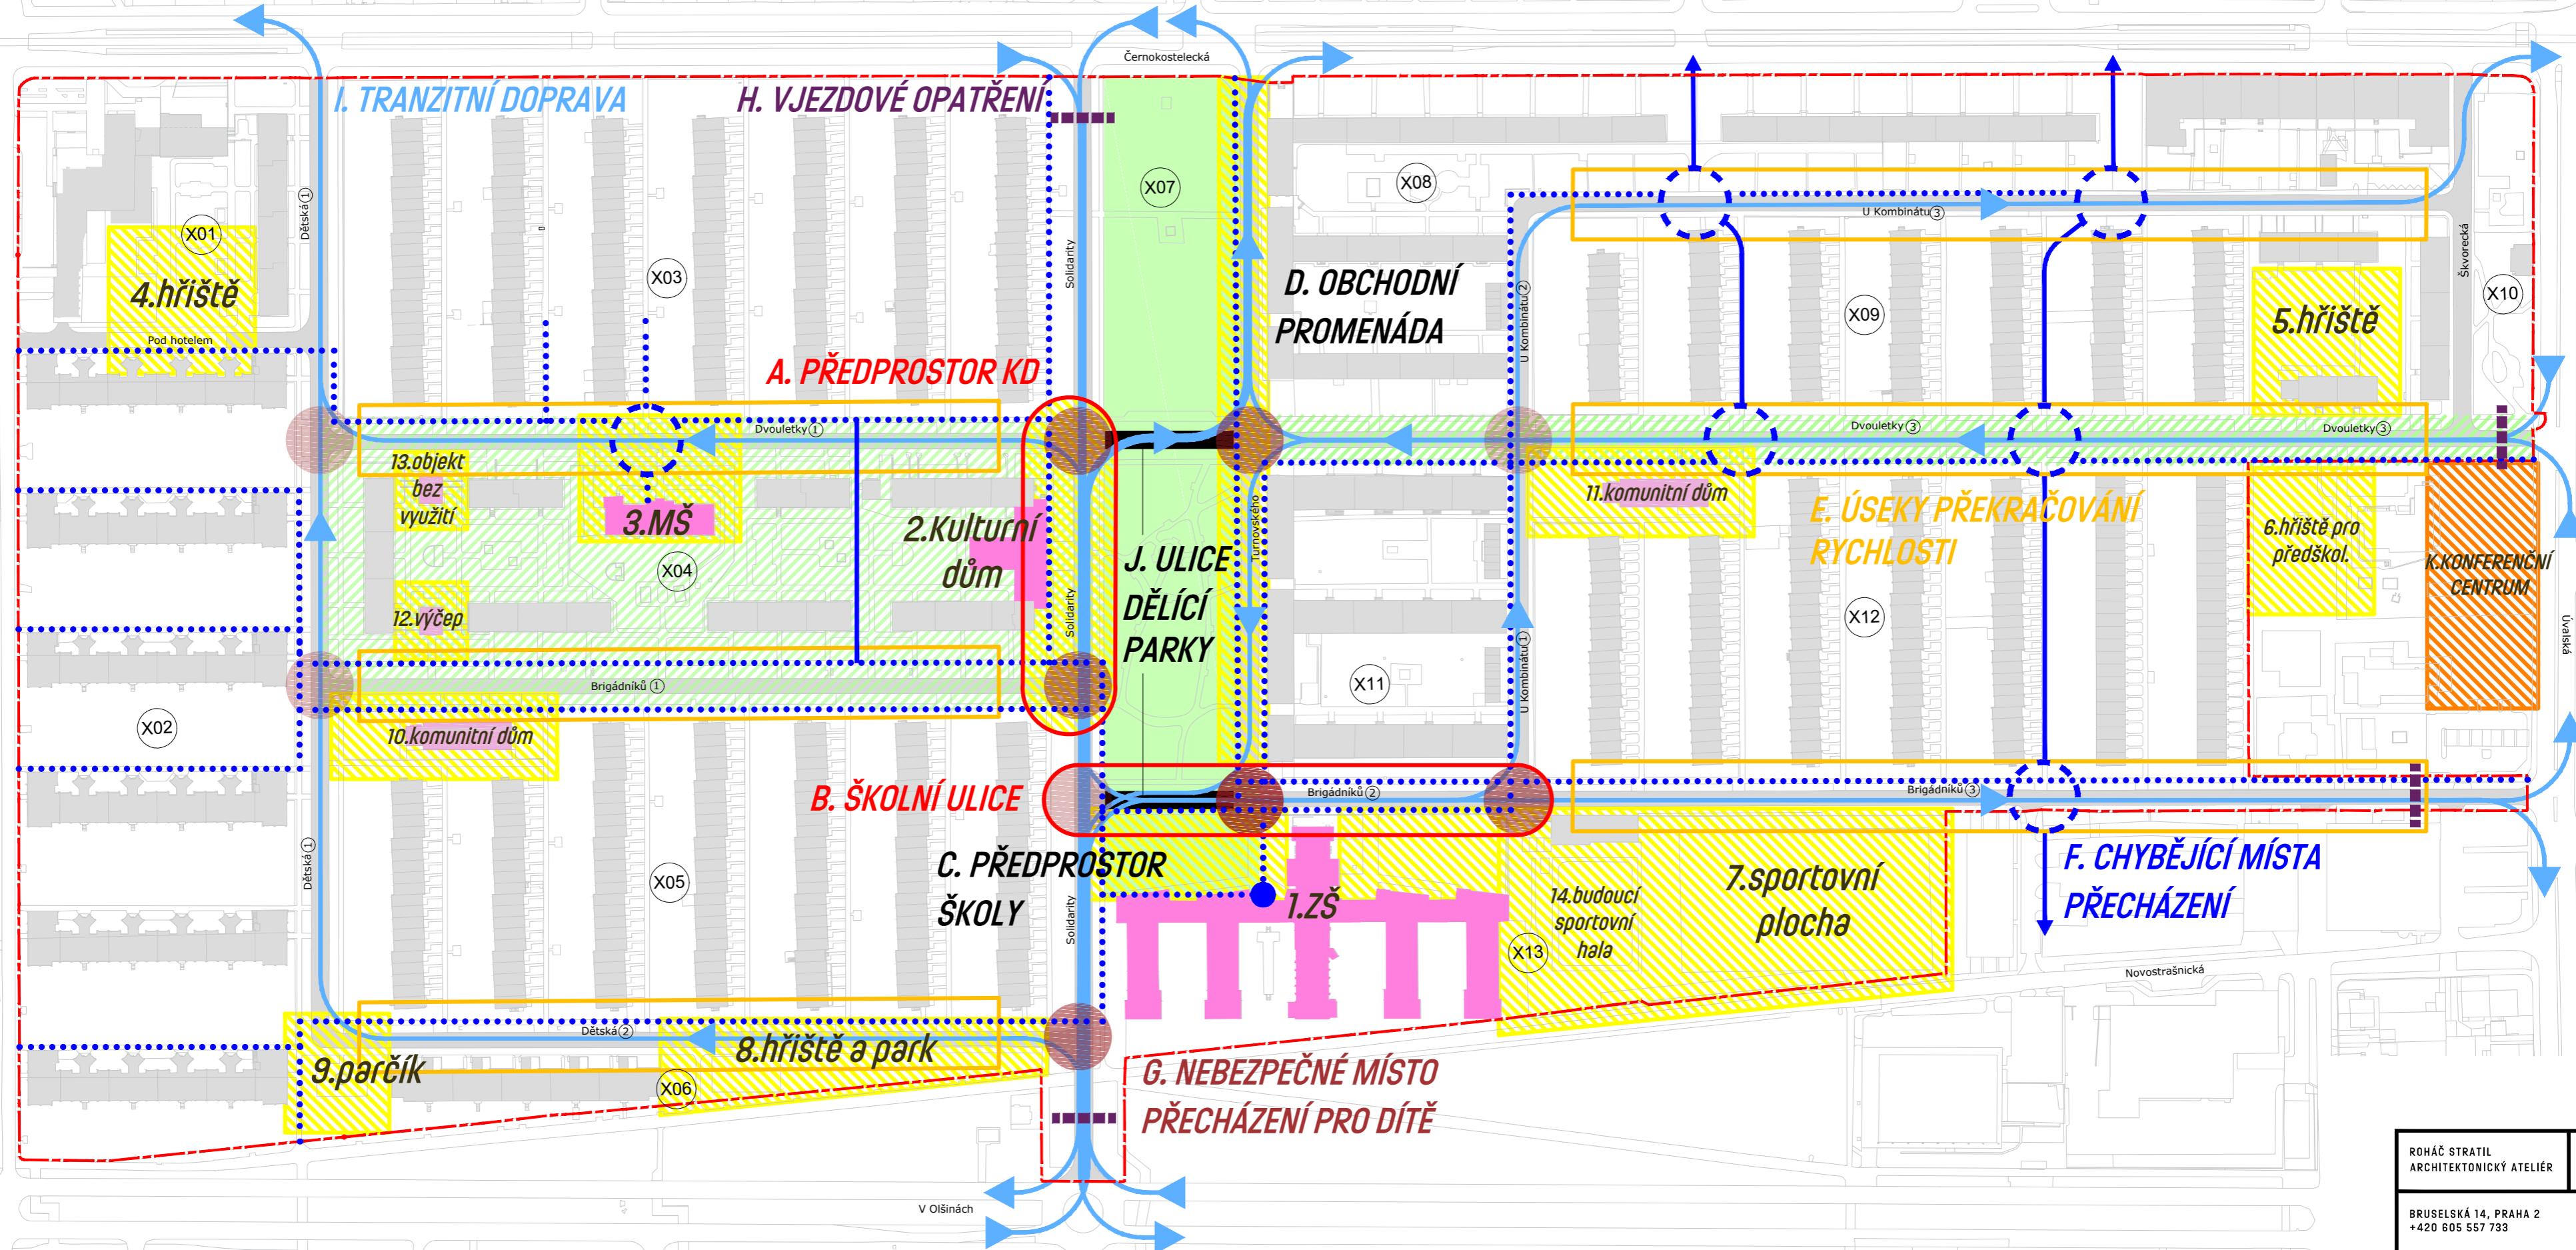 Černokostelecká
I. TRANZITNÍ DOPRAVA
H. VJEZDOVÉ OPATŘENÍ
X01
4.hřiště
Pod hotelem
Dětská 1
X03
Solidarity
X07
X08
D. OBCHODNÍ
PROMENÁDA
U Kombinátu 3
U Kombinátu 2
X09
5.hřiště
Škvorecká
X10
A. PŘEDPROSTOR KD
Dvouletky 1
Dvouletky 3
Dvouletky 3
13.objekt
bez
využití
3.MŠ
X04
12.výčep
2.Kulturní
dům
Solidarity
J. ULICE
DĚLÍCÍ
PARKY
Turnovského
11.komunitní dům
E. ÚSEKY PŘEKRAČOVÁNÍ
RYCHLOSTI
6.hřiště pro
předškol.
K.KONFERENČNÍ
CENTRUM
Úvalská
X12
X11
U Kombinátu 1
Brigádníků 1
X02
10.komunitní dům
B. ŠKOLNÍ ULICE
Brigádníků 2
Brigádníků 3
Dětská 1
X05
C. PŘEDPROSTOR
ŠKOLY
Solidarity
1.ZŠ
14.budoucí
sportovní
hala
X13
7.sportovní
plocha
F. CHYBĚJÍCÍ MÍSTA
PŘECHÁZENÍ
Novostrašnická
Dětská 2
8.hřiště a park
9.parčík
X06
G. NEBEZPEČNÉ MÍSTO
PŘECHÁZENÍ PRO DÍTĚ
V Olšinách
ROHÁČ STRATIL
ARCHITEKTONICKÝ ATELIÉR
BRUSELSKÁ 14, PRAHA 2
+420 605 557 733